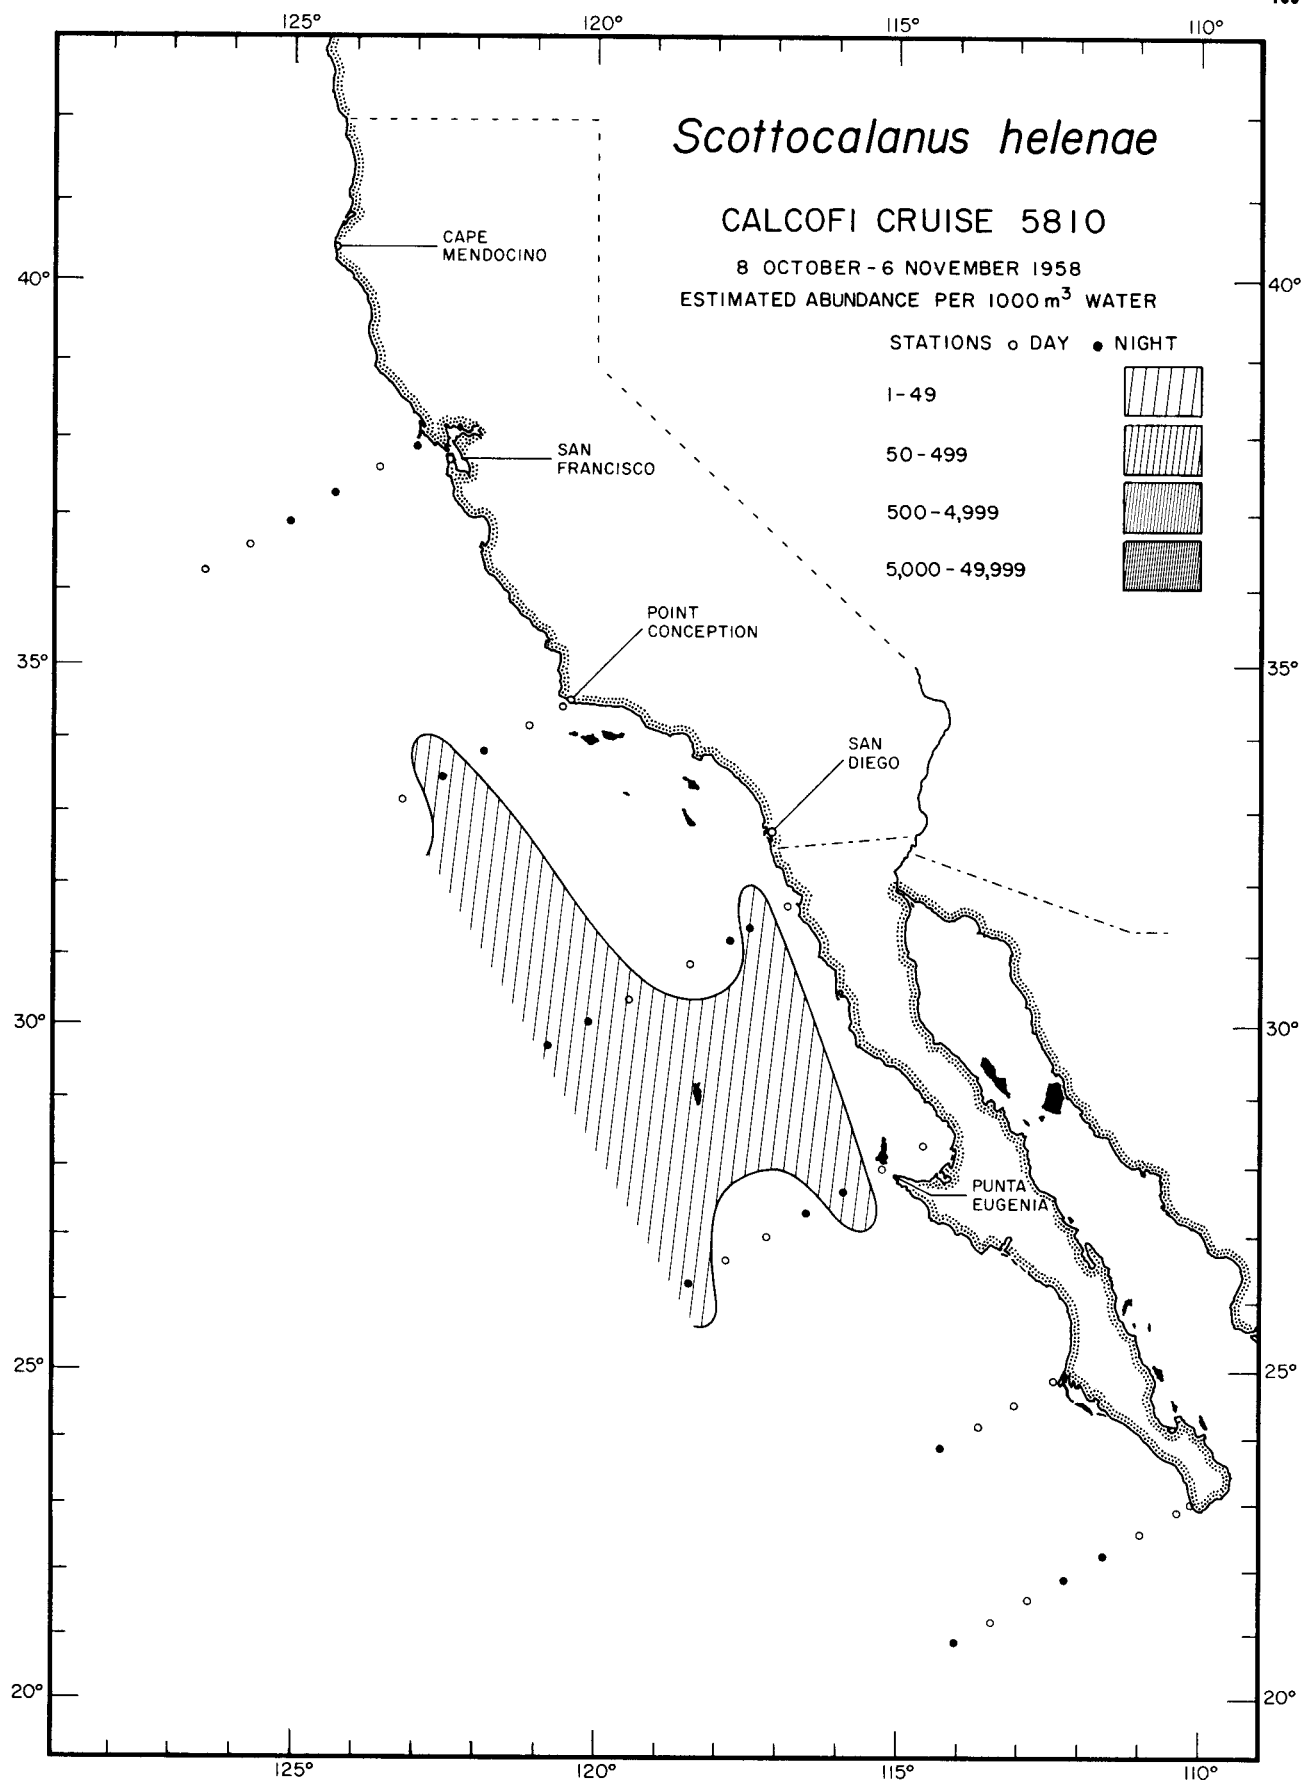 125°
120°
115°
110°
Scottocalanus helenae
CALCOFI CRUISE 5810
8 OCTOBER - 6 NOVEMBER 1958
ESTIMATED ABUNDANCE PER 1000 m³ WATER
STATIONS ○ DAY ● NIGHT
1-49
50-499
500-4,999
5,000-49,999
CAPE
MENDOCINO
40°
40°
SAN
FRANCISCO
POINT
CONCEPTION
35°
35°
SAN
DIEGO
30°
30°
PUNTA
EUGENIA
25°
25°
20°
20°
125°
120°
115°
110°